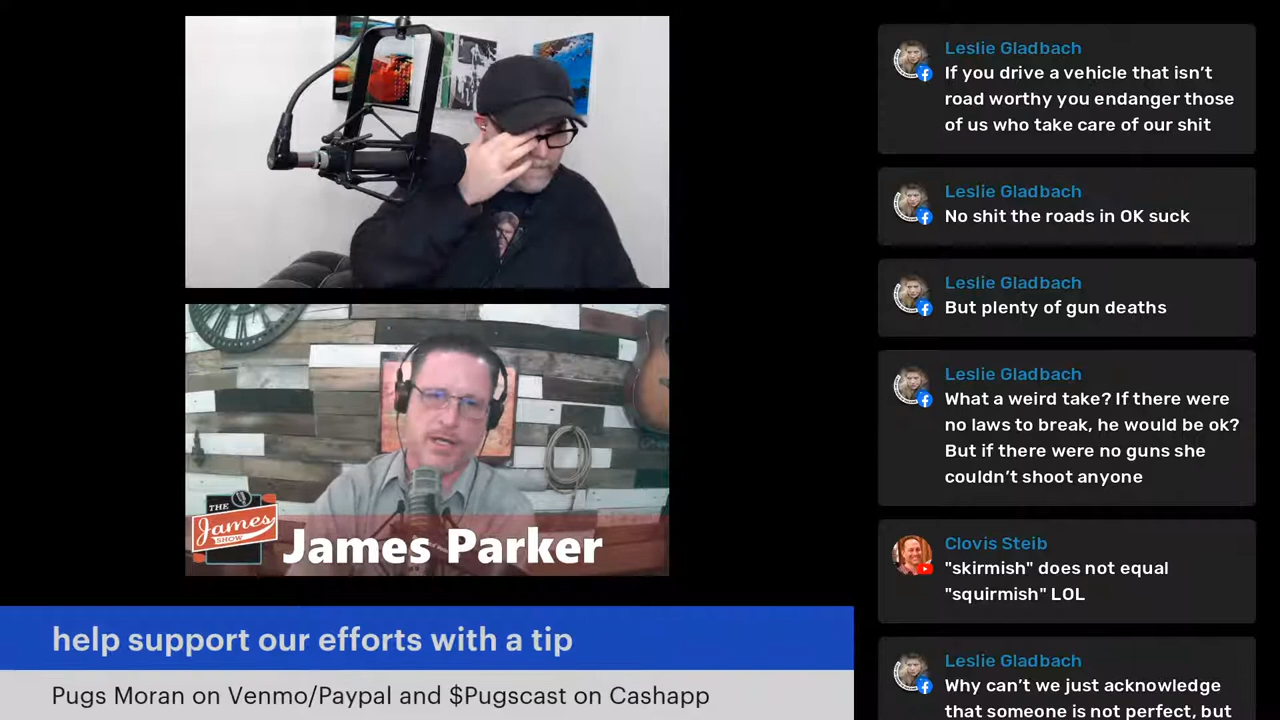 THE
James
SHOW
James Parker
help support our efforts with a tip
Pugs Moran on Venmo/Paypal and $Pugscast on Cashapp
Leslie Gladbach
If you drive a vehicle that isn’t
road worthy you endanger those
of us who take care of our shit
Leslie Gladbach
No shit the roads in OK suck
Leslie Gladbach
But plenty of gun deaths
Leslie Gladbach
What a weird take? If there were
no laws to break, he would be ok?
But if there were no guns she
couldn’t shoot anyone
Clovis Steib
"skirmish" does not equal
"squirmish" LOL
Leslie Gladbach
Why can’t we just acknowledge
that someone is not perfect, but